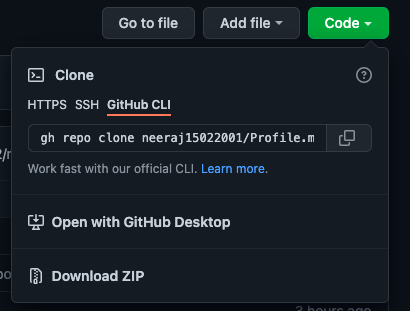 Go to file Add file Code
Clone
HTTPS SSH GitHub CLI
gh repo clone neeraj15022001/Profile.m
Work fast with our official CLI. Learn more.
Open with GitHub Desktop
Download ZIP
3 hours ago